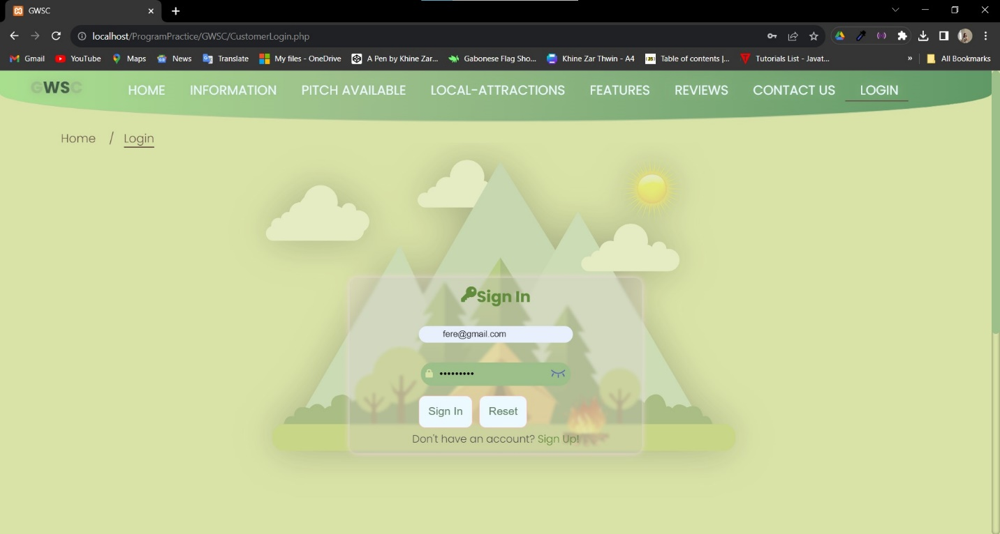 GWSC
localhost/ProgramPractice/GWSC/CustomerLogin.php
Gmail YouTube Maps News Translate My files - OneDrive A Pen by Khine Zar... Gabonese Flag Sho... Khine Zar Thwin - A4 Table of contents |... Tutorials List - Javat... » All Bookmarks
GWSC HOME INFORMATION PITCH AVAILABLE LOCAL-ATTRACTIONS FEATURES REVIEWS CONTACT US LOGIN
Home / Login
Sign In
fere@gmail.com
•••••••••
Sign In Reset
Don't have an account? Sign Up!